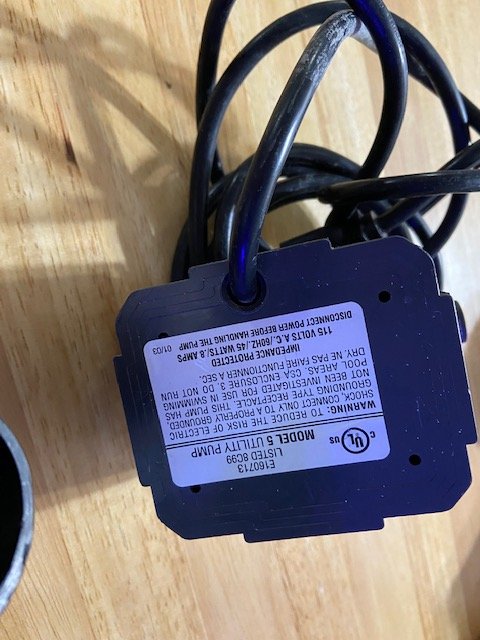 E160713
LISTED 8C99
MODEL 5 UTILITY PUMP
C UL US
WARNING: TO REDUCE THE RISK OF ELECTRIC
SHOCK, CONNECT ONLY TO A PROPERLY GROUNDED,
GROUNDING TYPE RECEPTACLE. THIS PUMP HAS
NOT BEEN INVESTIGATED FOR USE IN SWIMMING
POOL AREAS. CSA ENCLOSURE 3. DO NOT RUN
DRY. NE PAS FAIRE FUNCTIONNER A SEC.
IMPEDANCE PROTECTED
115 VOLTS A.C./60HZ./44 WATTS/.8 AMPS
DISCONNECT POWER BEFORE HANDLING THE PUMP 01/03